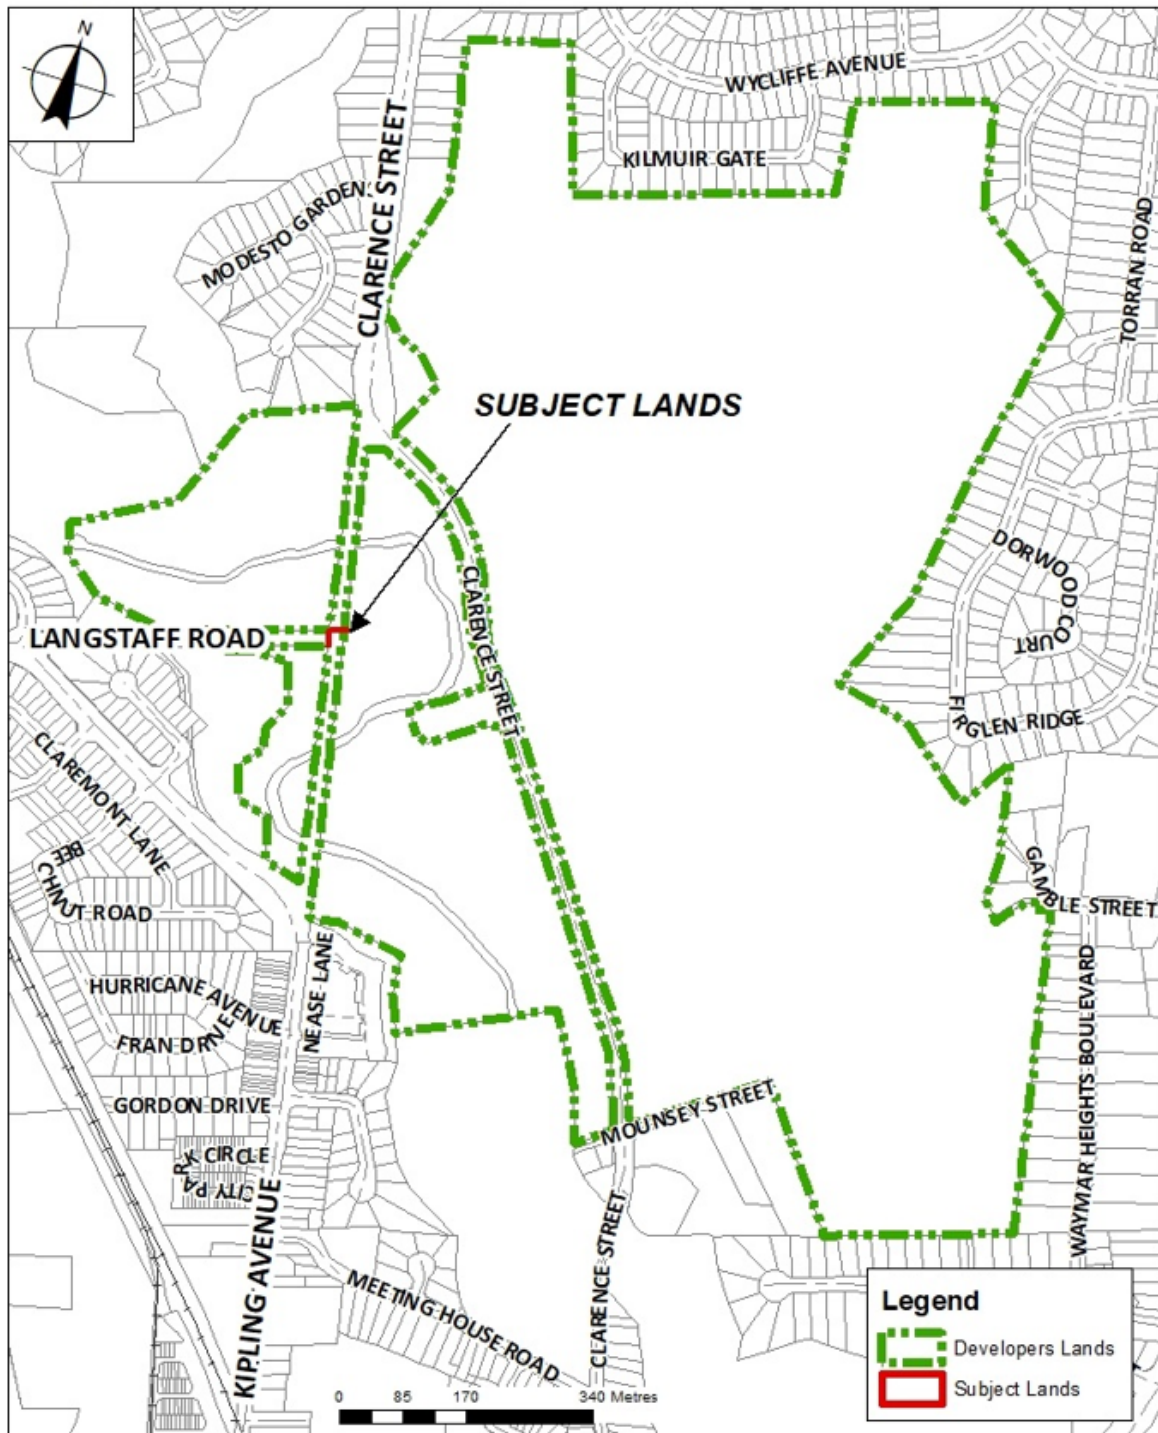 N
WYCLIFFE AVENUE
KILMUIR GATE
CLARENCE STREET
MODESTO GARDENS
TORRAN ROAD
SUBJECT LANDS
LANGSTAFF ROAD
CLARENCE STREET
DORWOOD COURT
FIRGLEN RIDGE
CLAREMONT LANE
BEECHNUT ROAD
GAMBLE STREET
HURRICANE AVENUE
NEASE LANE
FRAN DRIVE
WAYMAR HEIGHTS BOULEVARD
GORDON DRIVE
MOUNSEY STREET
CITY PARK CIRCLE
KIPLING AVENUE
CLARENCE STREET
MEETING HOUSE ROAD
Legend
Developers Lands
Subject Lands
0 85 170 340 Metres